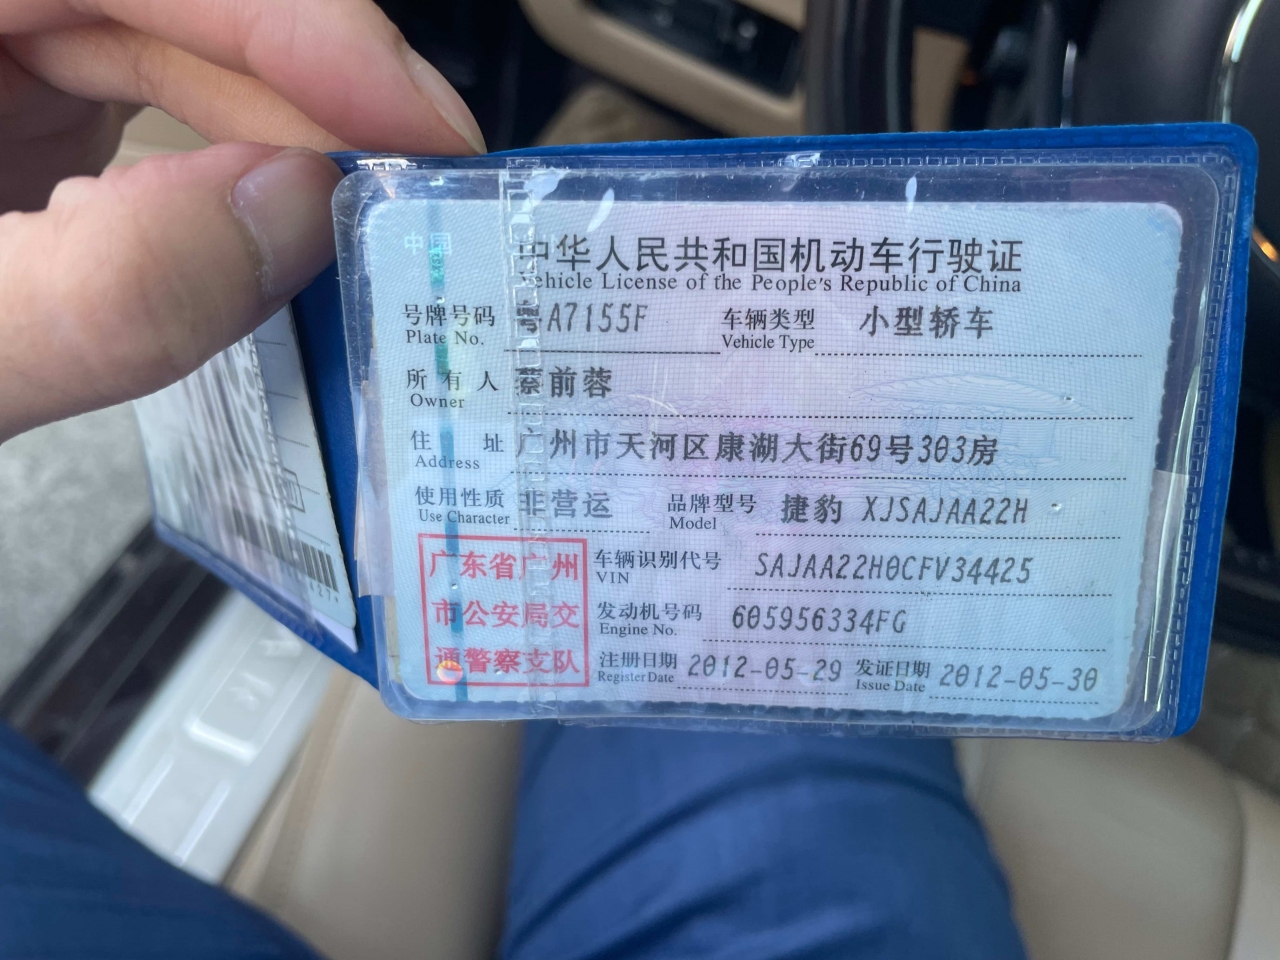 中国
中华人民共和国机动车行驶证
Vehicle License of the People's Republic of China
号牌号码 粤A7155F 车辆类型 小型轿车
Plate No. Vehicle Type
所有人 蔡前蓉
Owner
住址 广州市天河区康湖大街69号303房
Address
使用性质 非营运 品牌型号 捷豹 XJSAJAA22H
Use Character Model
广东省广州
市公安局交
通警察支队
车辆识别代号 SAJAA22H0CFV34425
VIN
发动机号码 605956334FG
Engine No.
注册日期 2012-05-29 发证日期 2012-05-30
Register Date Issue Date